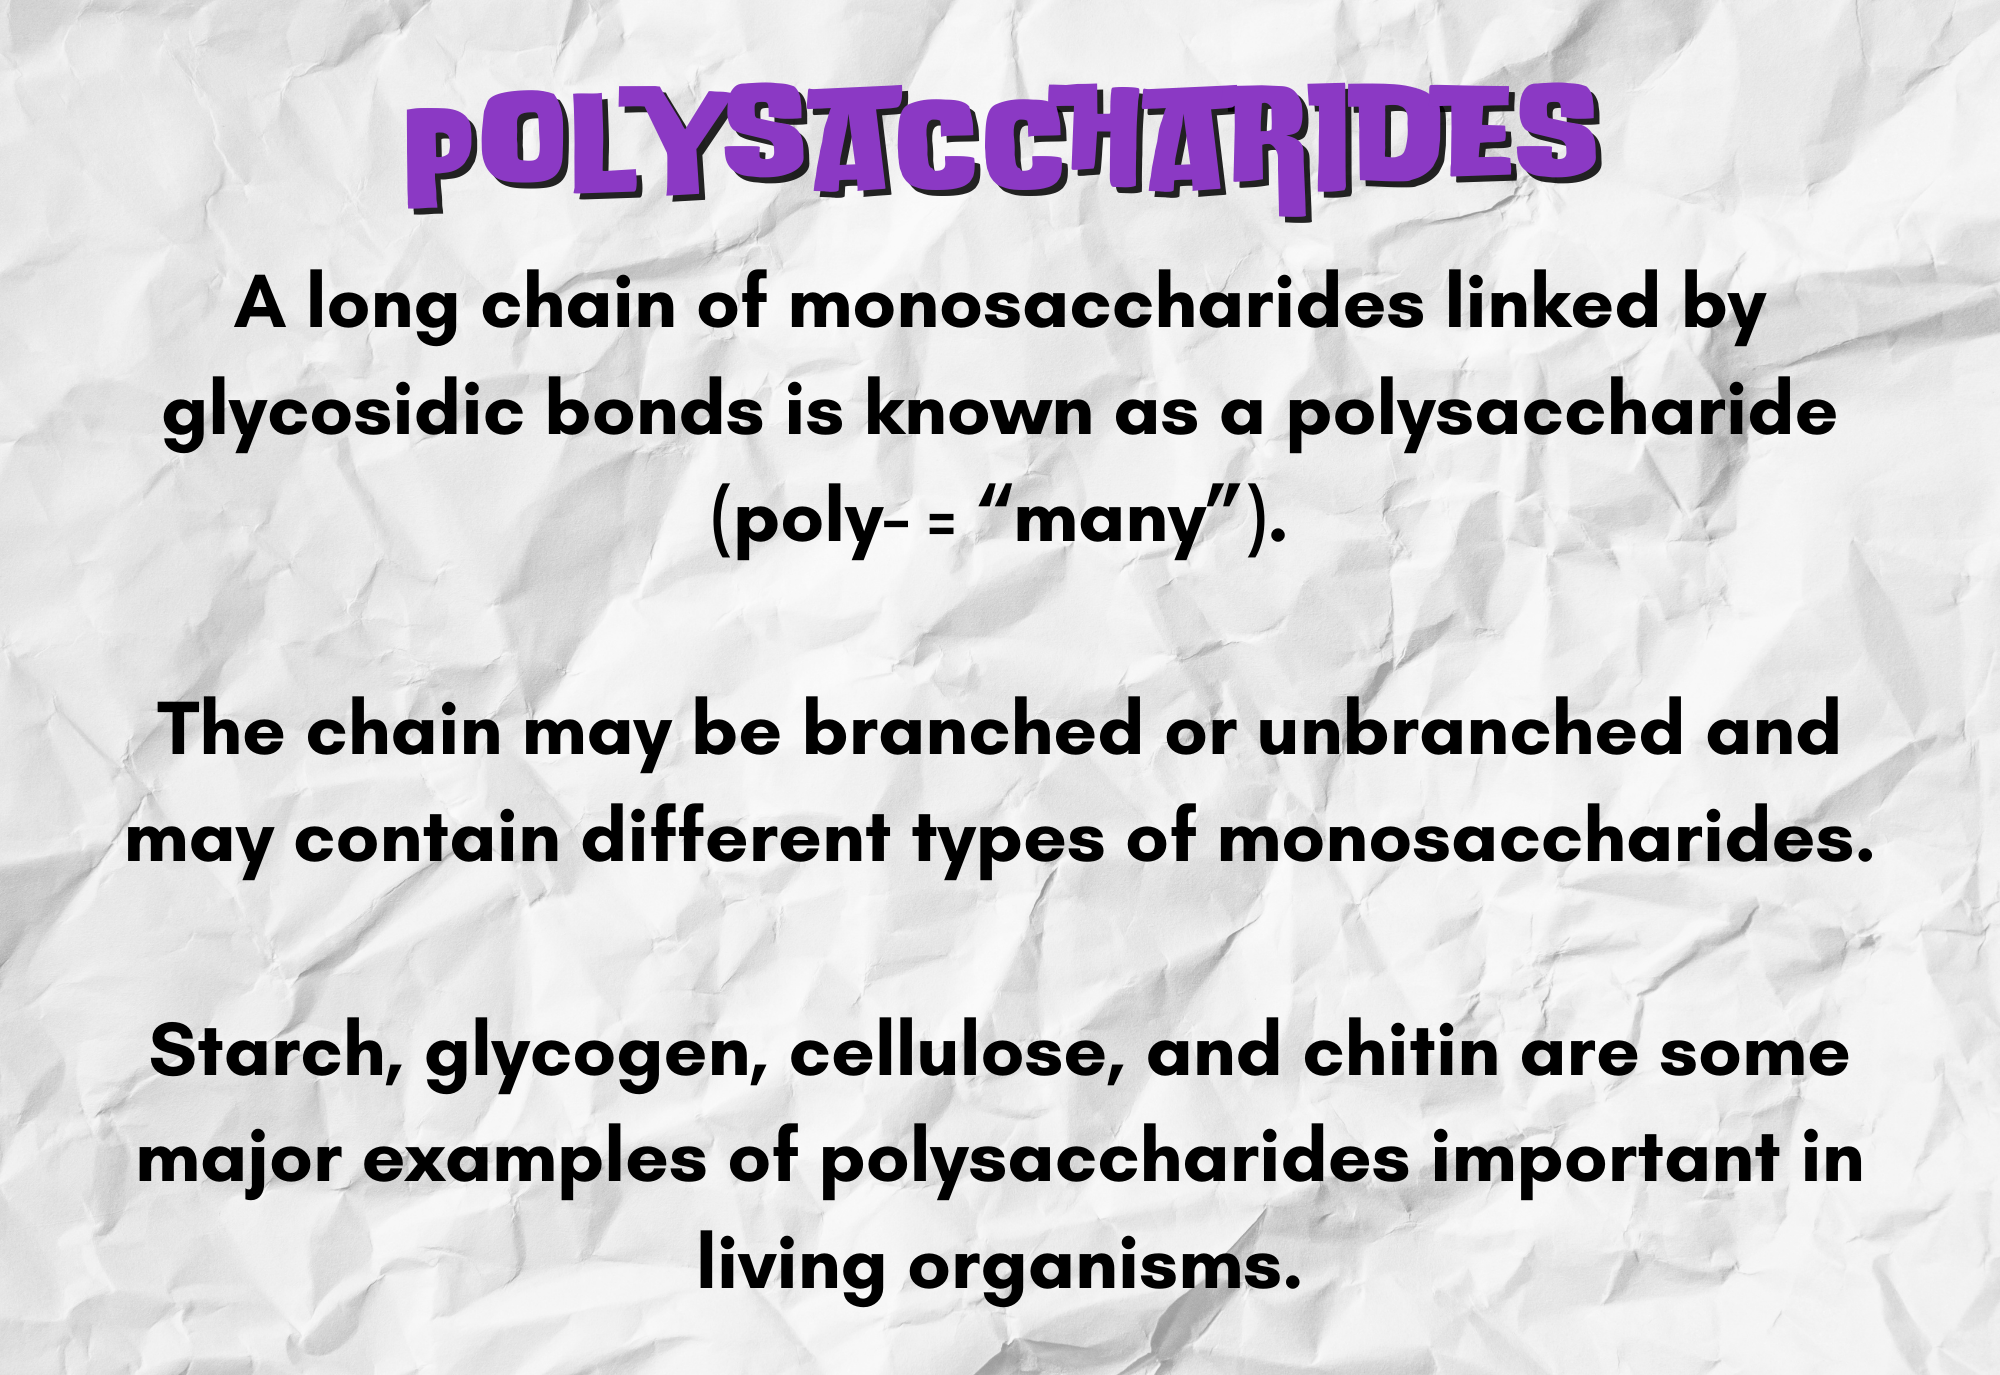 POLYSACCHARIDES
A long chain of monosaccharides linked by
glycosidic bonds is known as a polysaccharide
(poly- = “many”).
The chain may be branched or unbranched and
may contain different types of monosaccharides.
Starch, glycogen, cellulose, and chitin are some
major examples of polysaccharides important in
living organisms.